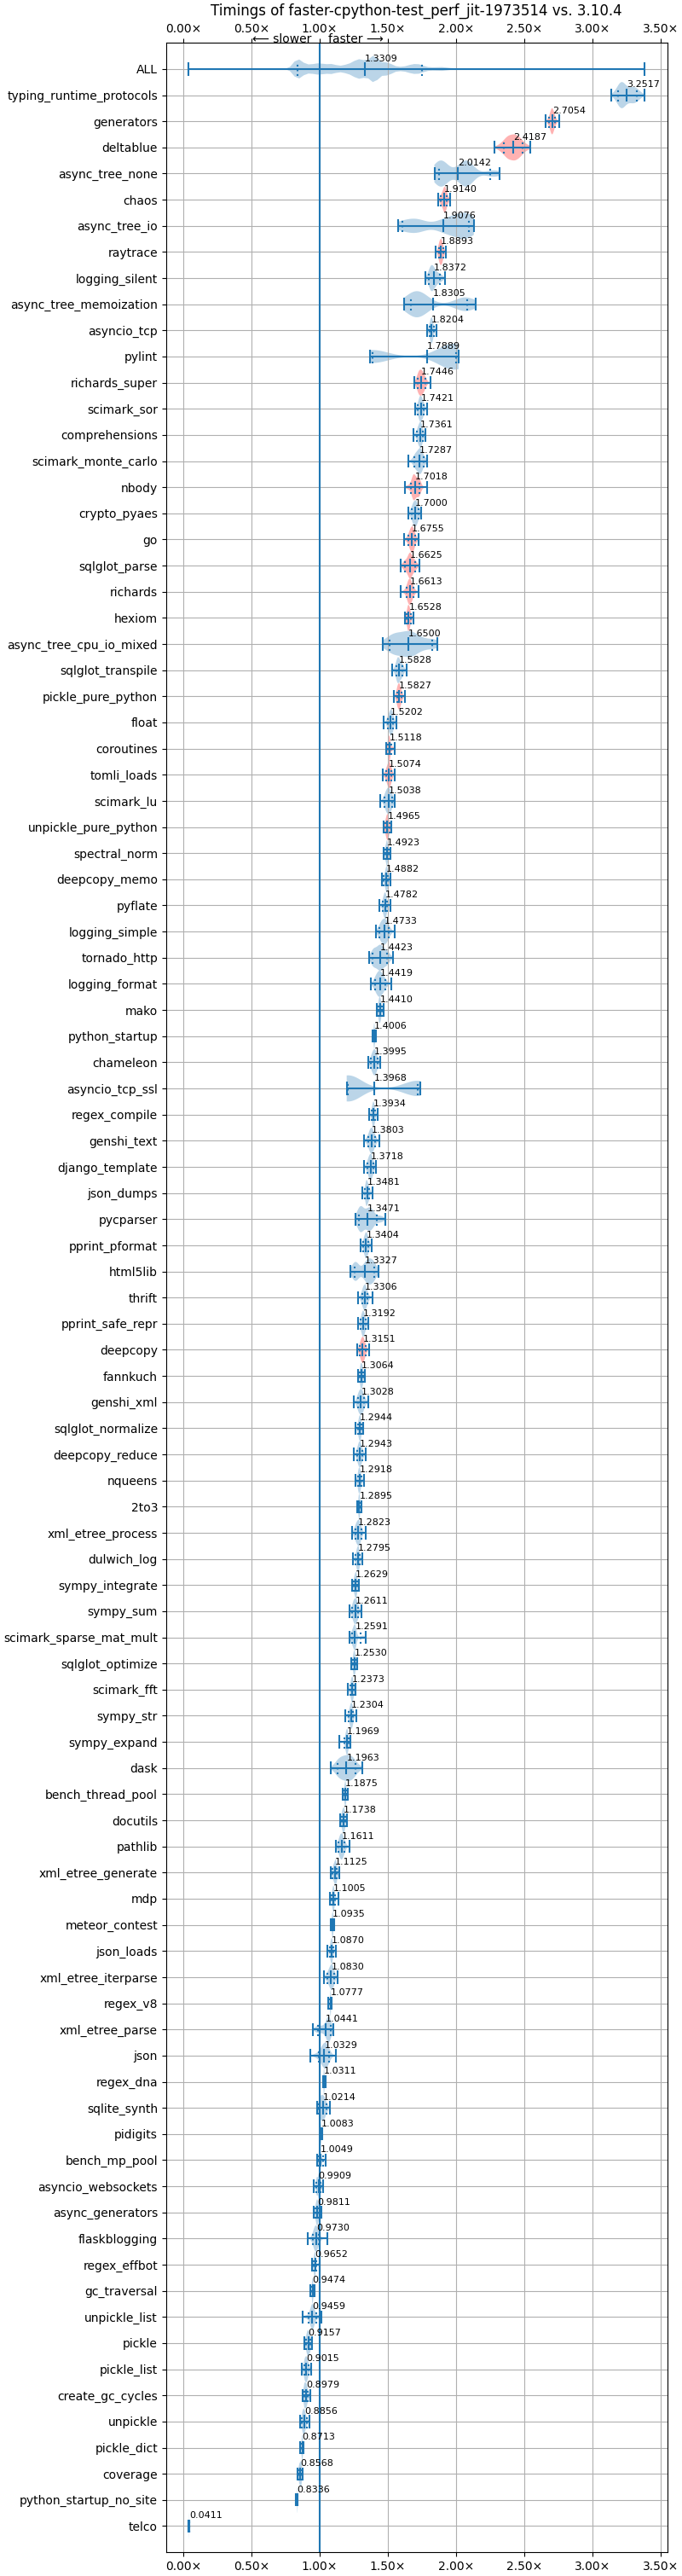 Timings of faster-cpython-test_perf_jit-1973514 vs. 3.10.4
0.00× 0.50× 1.00× 1.50× 2.00× 2.50× 3.00× 3.50×
⟵ slower faster ⟶
ALL 1.3309
typing_runtime_protocols 3.2517
generators 2.7054
deltablue 2.4187
async_tree_none 2.0142
chaos 1.9140
async_tree_io 1.9076
raytrace 1.8893
logging_silent 1.8372
async_tree_memoization 1.8305
asyncio_tcp 1.8204
pylint 1.7889
richards_super 1.7446
scimark_sor 1.7421
comprehensions 1.7361
scimark_monte_carlo 1.7287
nbody 1.7018
crypto_pyaes 1.7000
go 1.6755
sqlglot_parse 1.6625
richards 1.6613
hexiom 1.6528
async_tree_cpu_io_mixed 1.6500
sqlglot_transpile 1.5828
pickle_pure_python 1.5827
float 1.5202
coroutines 1.5118
tomli_loads 1.5074
scimark_lu 1.5038
unpickle_pure_python 1.4965
spectral_norm 1.4923
deepcopy_memo 1.4882
pyflate 1.4782
logging_simple 1.4733
tornado_http 1.4423
logging_format 1.4419
mako 1.4410
python_startup 1.4006
chameleon 1.3995
asyncio_tcp_ssl 1.3968
regex_compile 1.3934
genshi_text 1.3803
django_template 1.3718
json_dumps 1.3481
pycparser 1.3471
pprint_pformat 1.3404
html5lib 1.3327
thrift 1.3306
pprint_safe_repr 1.3192
deepcopy 1.3151
fannkuch 1.3064
genshi_xml 1.3028
sqlglot_normalize 1.2944
deepcopy_reduce 1.2943
nqueens 1.2918
2to3 1.2895
xml_etree_process 1.2823
dulwich_log 1.2795
sympy_integrate 1.2629
sympy_sum 1.2611
scimark_sparse_mat_mult 1.2591
sqlglot_optimize 1.2530
scimark_fft 1.2373
sympy_str 1.2304
sympy_expand 1.1969
dask 1.1963
bench_thread_pool 1.1875
docutils 1.1738
pathlib 1.1611
xml_etree_generate 1.1125
mdp 1.1005
meteor_contest 1.0935
json_loads 1.0870
xml_etree_iterparse 1.0830
regex_v8 1.0777
xml_etree_parse 1.0441
json 1.0329
regex_dna 1.0311
sqlite_synth 1.0214
pidigits 1.0083
bench_mp_pool 1.0049
asyncio_websockets 0.9909
async_generators 0.9811
flaskblogging 0.9730
regex_effbot 0.9652
gc_traversal 0.9474
unpickle_list 0.9459
pickle 0.9157
pickle_list 0.9015
create_gc_cycles 0.8979
unpickle 0.8856
pickle_dict 0.8713
coverage 0.8568
python_startup_no_site 0.8336
telco 0.0411
0.00× 0.50× 1.00× 1.50× 2.00× 2.50× 3.00× 3.50×